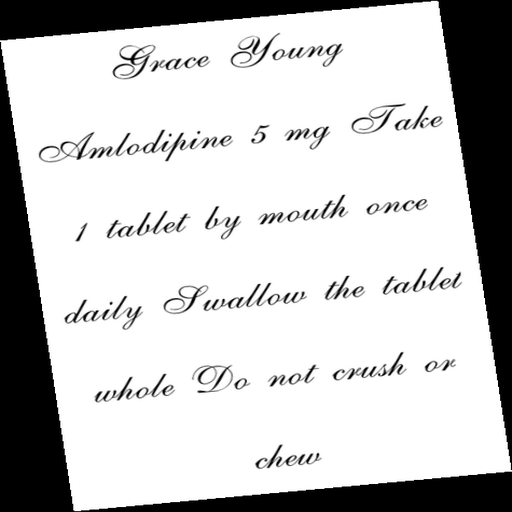 Grace Young
Amlodipine 5 mg Take
1 tablet by mouth once
daily Swallow the tablet
whole Do not crush or
chew